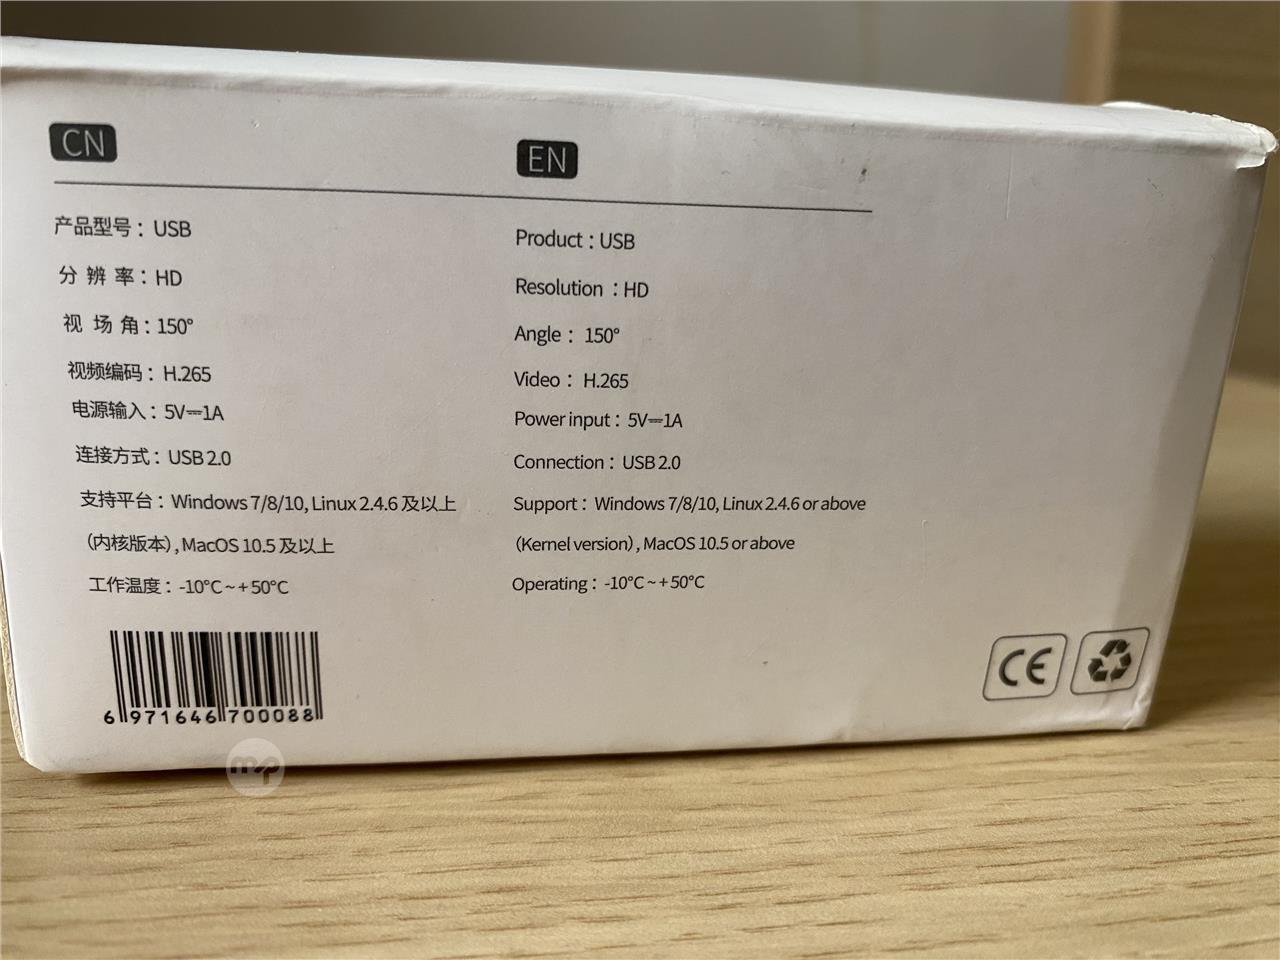 CN
产品型号：USB
分 辨 率：HD
视 场 角：150°
视频编码：H.265
电源输入：5V⎓1A
连接方式：USB 2.0
支持平台：Windows 7/8/10, Linux 2.4.6 及以上
（内核版本）, MacOS 10.5 及以上
工作温度：-10°C ~ + 50°C
6 971646 700088
EN
Product : USB
Resolution : HD
Angle : 150°
Video : H.265
Power input : 5V⎓1A
Connection : USB 2.0
Support : Windows 7/8/10, Linux 2.4.6 or above
(Kernel version) , MacOS 10.5 or above
Operating : -10°C ~ + 50°C
CE
mp